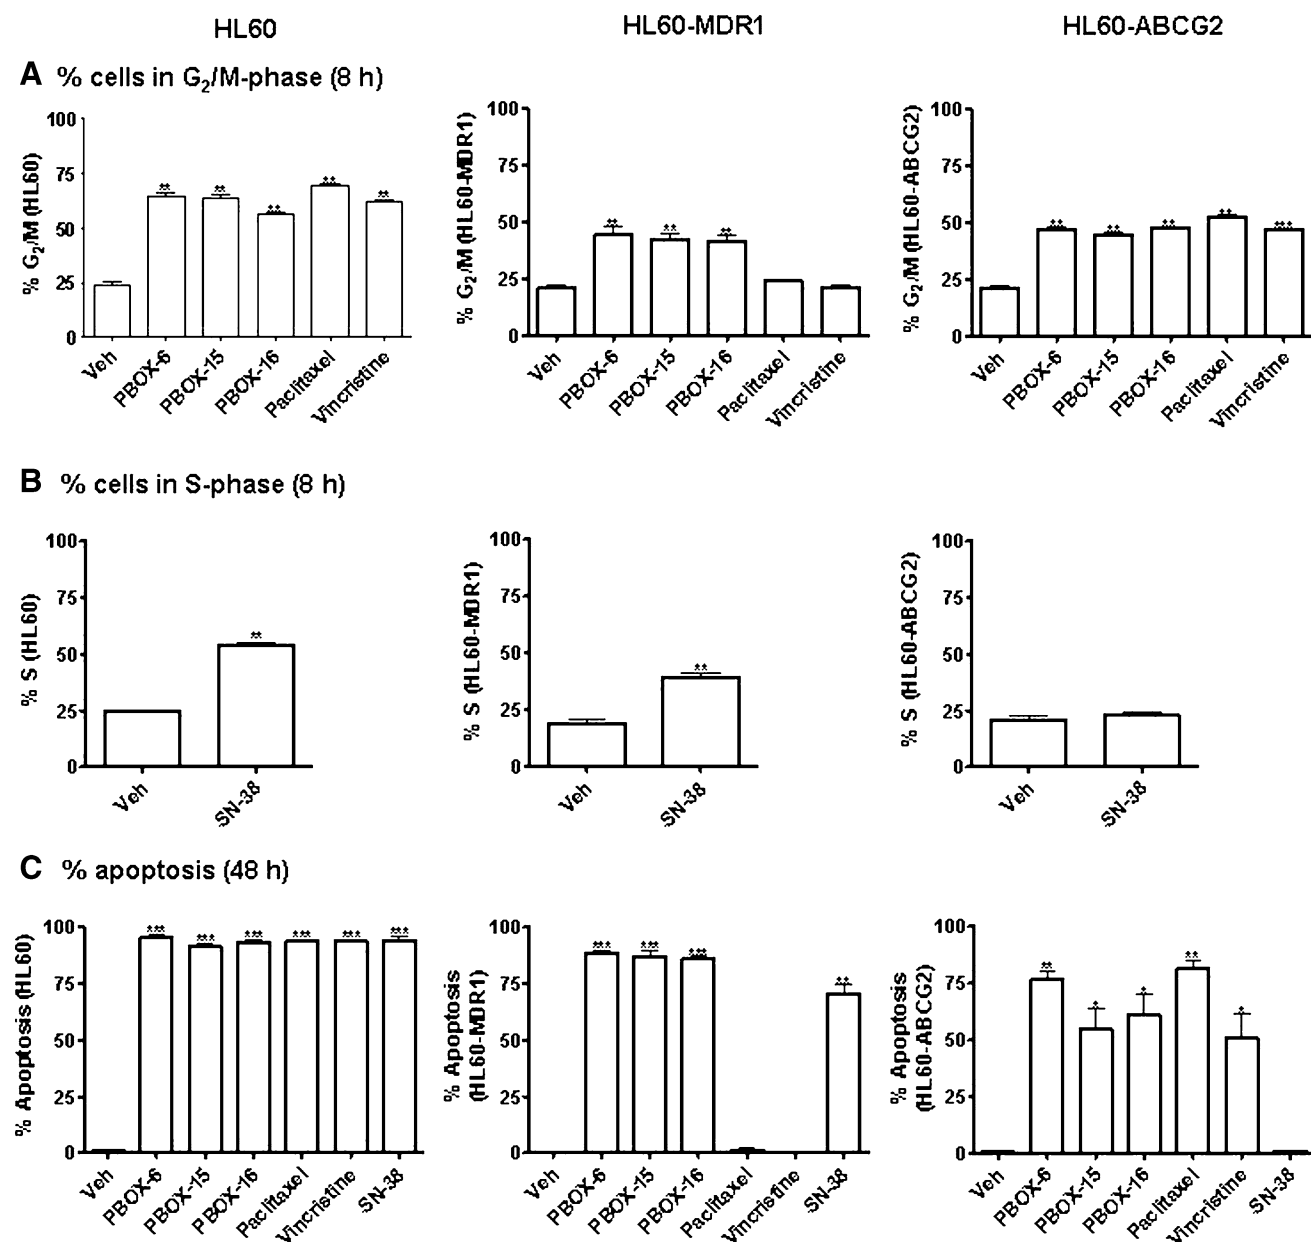 HL60 HL60-MDR1 HL60-ABCG2
A % cells in G₂/M-phase (8 h)
% G₂/M (HL60)
100
75
50
25
0
** ** ** ** **
Veh PBOX-6 PBOX-15 PBOX-16 Paclitaxel Vincristine
% G₂/M (HL60-MDR1)
100
75
50
25
0
** ** **
Veh PBOX-6 PBOX-15 PBOX-16 Paclitaxel Vincristine
% G₂/M (HL60-ABCG2)
100
75
50
25
0
** ** ** ** ***
Veh PBOX-6 PBOX-15 PBOX-16 Paclitaxel Vincristine
B % cells in S-phase (8 h)
% S (HL60)
100
75
50
25
0
**
Veh SN-38
% S (HL60-MDR1)
100
75
50
25
0
**
Veh SN-38
% S (HL60-ABCG2)
100
75
50
25
0
Veh SN-38
C % apoptosis (48 h)
% Apoptosis (HL60)
100
75
50
25
0
*** *** *** *** *** ***
Veh PBOX-6 PBOX-15 PBOX-16 Paclitaxel Vincristine SN-38
% Apoptosis
(HL60-MDR1)
100
75
50
25
0
*** *** *** **
Veh PBOX-6 PBOX-15 PBOX-16 Paclitaxel Vincristine SN-38
% Apoptosis
(HL60-ABCG2)
100
75
50
25
0
** * * ** *
Veh PBOX-6 PBOX-15 PBOX-16 Paclitaxel Vincristine SN-38